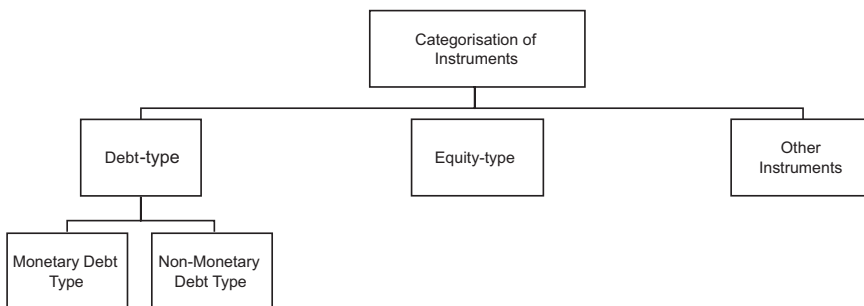 Categorisation of
Instruments
Debt-type
Equity-type
Other
Instruments
Monetary Debt
Type
Non-Monetary
Debt Type